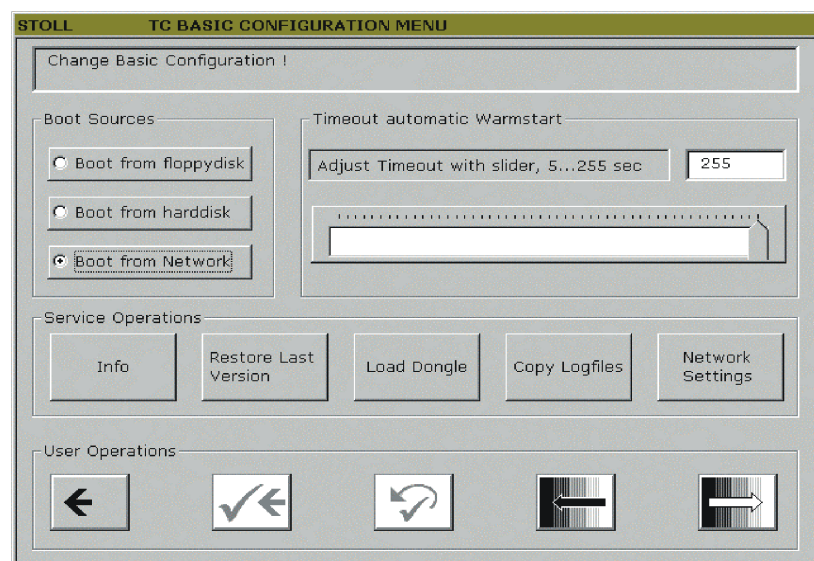 STOLL TC BASIC CONFIGURATION MENU
Change Basic Configuration !
Boot Sources
Boot from floppydisk
Boot from harddisk
Boot from Network
Timeout automatic Warmstart
Adjust Timeout with slider, 5...255 sec
255
Service Operations
Info
Restore Last
Version
Load Dongle
Copy Logfiles
Network
Settings
User Operations